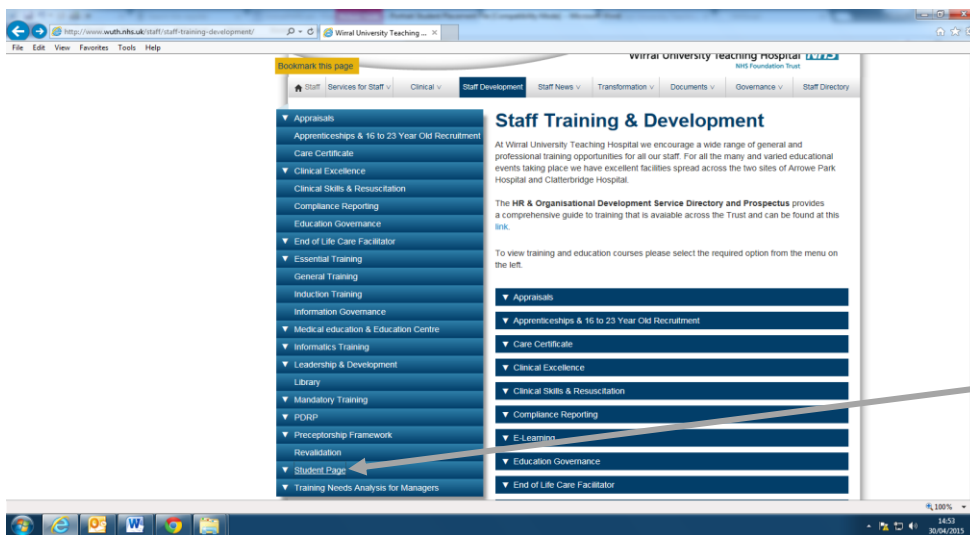 http://www.wuth.nhs.uk/staff/staff-training-development/
Wirral University Teaching ...
File Edit View Favorites Tools Help
Bookmark this page
Wirral University Teaching Hospital NHS
NHS Foundation Trust
Staff Services for Staff Clinical Staff Development Staff News Transformation Documents Governance Staff Directory
Appraisals
Apprenticeships & 16 to 23 Year Old Recruitment
Care Certificate
Clinical Excellence
Clinical Skills & Resuscitation
Compliance Reporting
Education Governance
End of Life Care Facilitator
Essential Training
General Training
Induction Training
Information Governance
Medical education & Education Centre
Informatics Training
Leadership & Development
Library
Mandatory Training
PDRP
Preceptorship Framework
Revalidation
Student Page
Training Needs Analysis for Managers
Staff Training & Development
At Wirral University Teaching Hospital we encourage a wide range of general and
professional training opportunities for all our staff. For all the many and varied educational
events taking place we have excellent facilities spread across the two sites of Arrowe Park
Hospital and Clatterbridge Hospital.
The HR & Organisational Development Service Directory and Prospectus provides
a comprehensive guide to training that is avaiable across the Trust and can be found at this
link.
To view training and education courses please select the required option from the menu on
the left.
Appraisals
Apprenticeships & 16 to 23 Year Old Recruitment
Care Certificate
Clinical Excellence
Clinical Skills & Resuscitation
Compliance Reporting
E-Learning
Education Governance
End of Life Care Facilitator
100%
14:53
30/04/2015